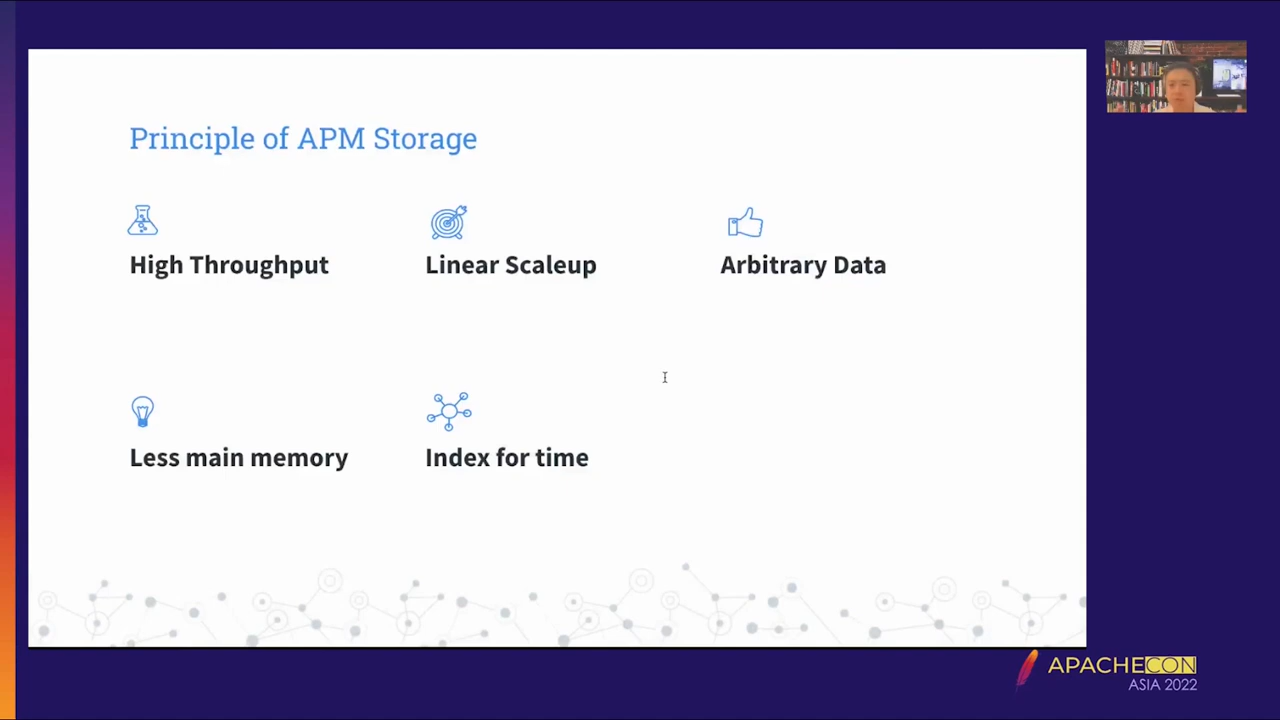 Principle of APM Storage
High Throughput
Linear Scaleup
Arbitrary Data
Less main memory
Index for time
APACHECON
ASIA 2022